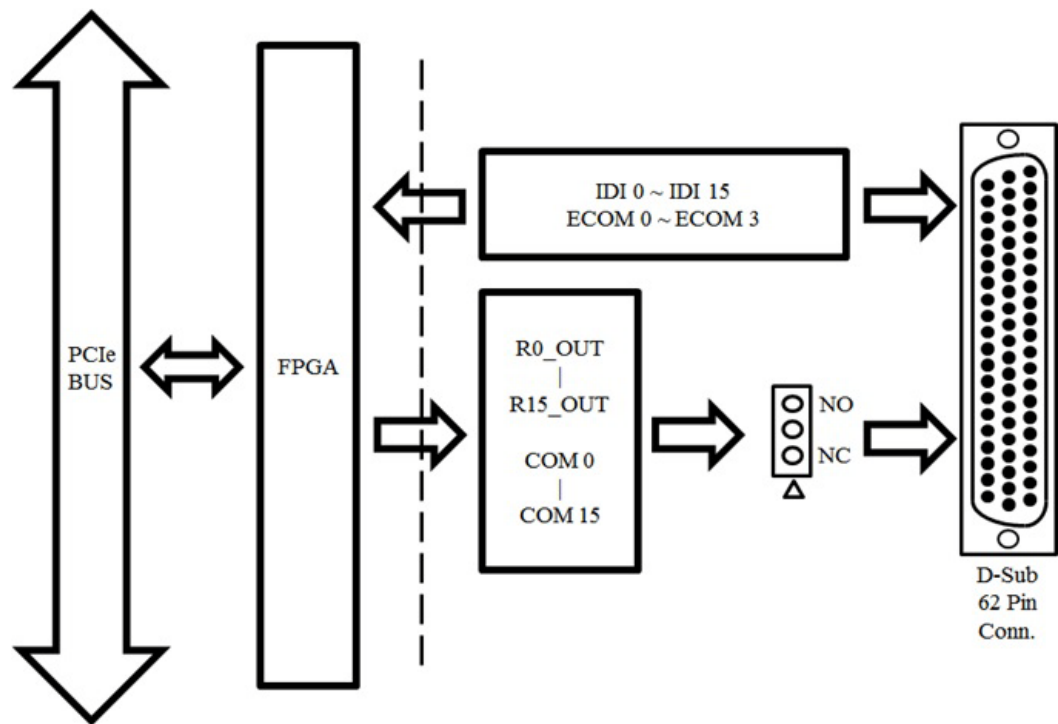 PCIe
BUS
FPGA
IDI 0 ~ IDI 15
ECOM 0 ~ ECOM 3
R0_OUT
|
R15_OUT
COM 0
|
COM 15
NO
NC
D-Sub
62 Pin
Conn.